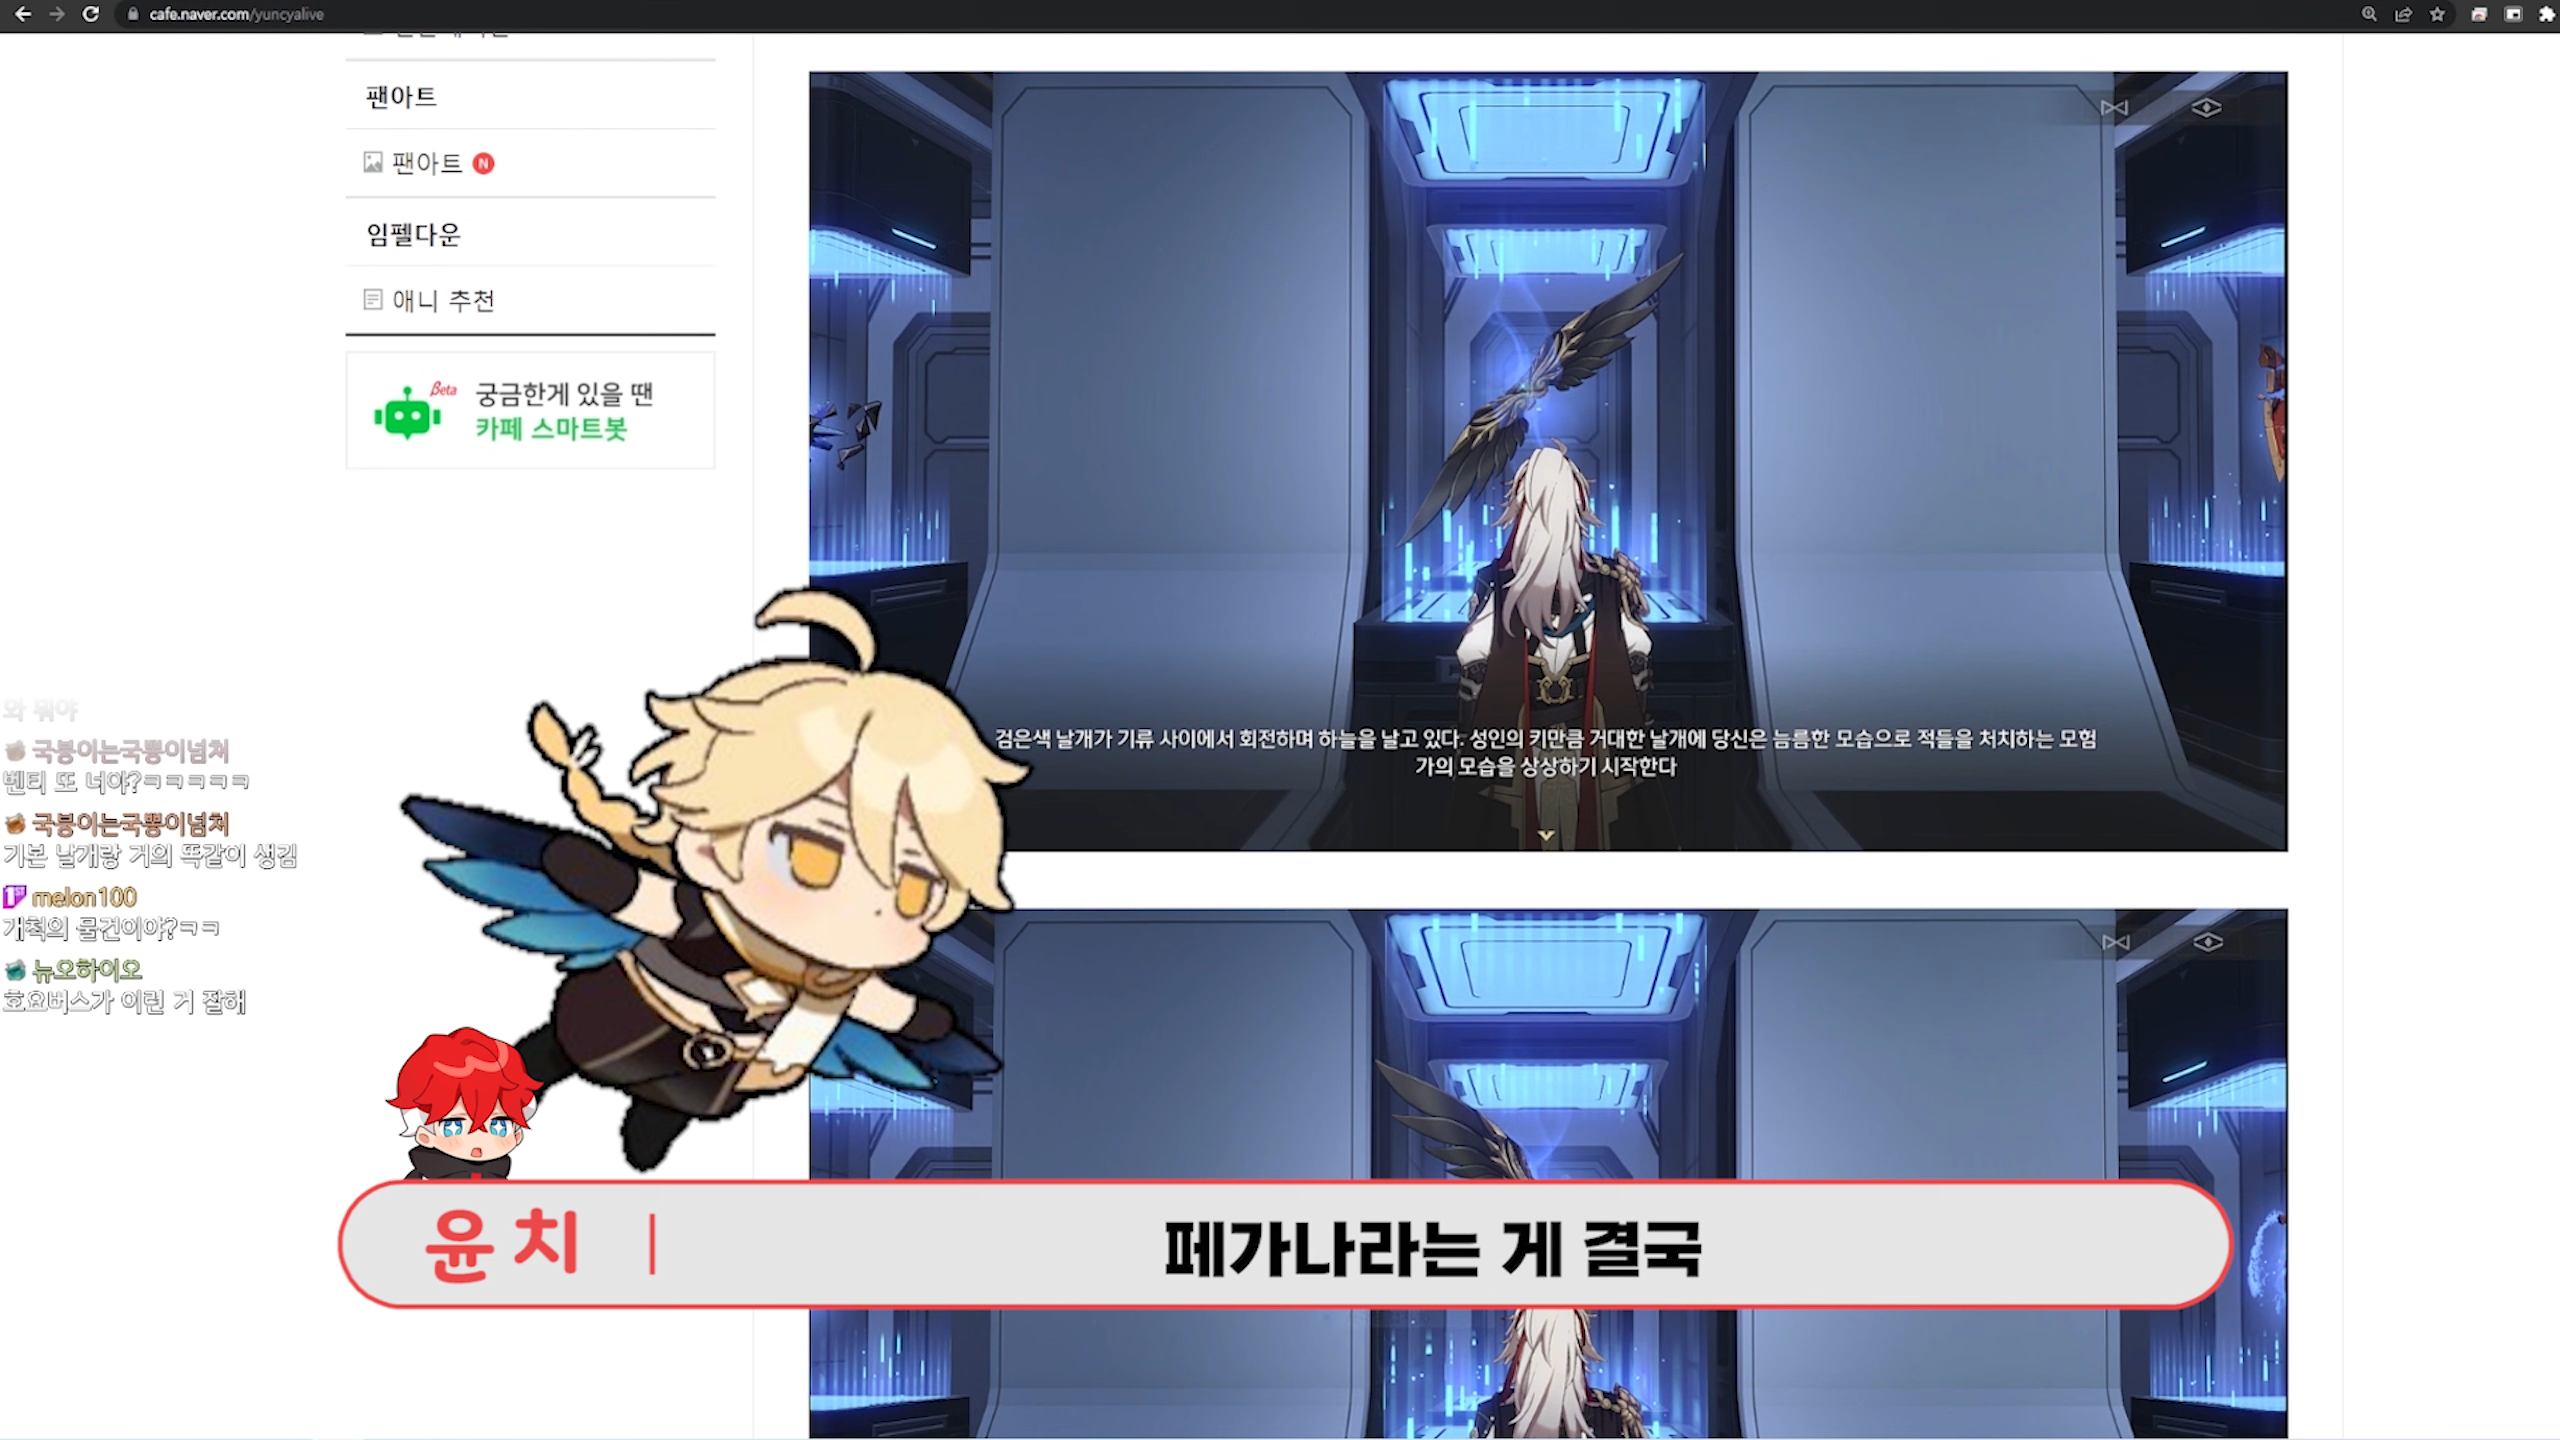 cafe.naver.com/yuncyalive
팬아트
팬아트 N
임펠다운
애니 추천
Beta
궁금한게 있을 땐
카페 스마트봇
검은색 날개가 기류 사이에서 회전하며 하늘을 날고 있다. 성인의 키만큼 거대한 날개에 당신은 늠름한 모습으로 적들을 처치하는 모험
가의 모습을 상상하기 시작한다
와 뭐야
국봉이는국뽕이넘쳐
벤티 또 너야?ㅋㅋㅋㅋㅋ
국봉이는국뽕이넘쳐
기본 날개랑 거의 똑같이 생김
melon100
개척의 물건이야?ㅋㅋ
뉴오하이오
호요버스가 이런 거 잘해
윤치 | 페가나라는 게 결국